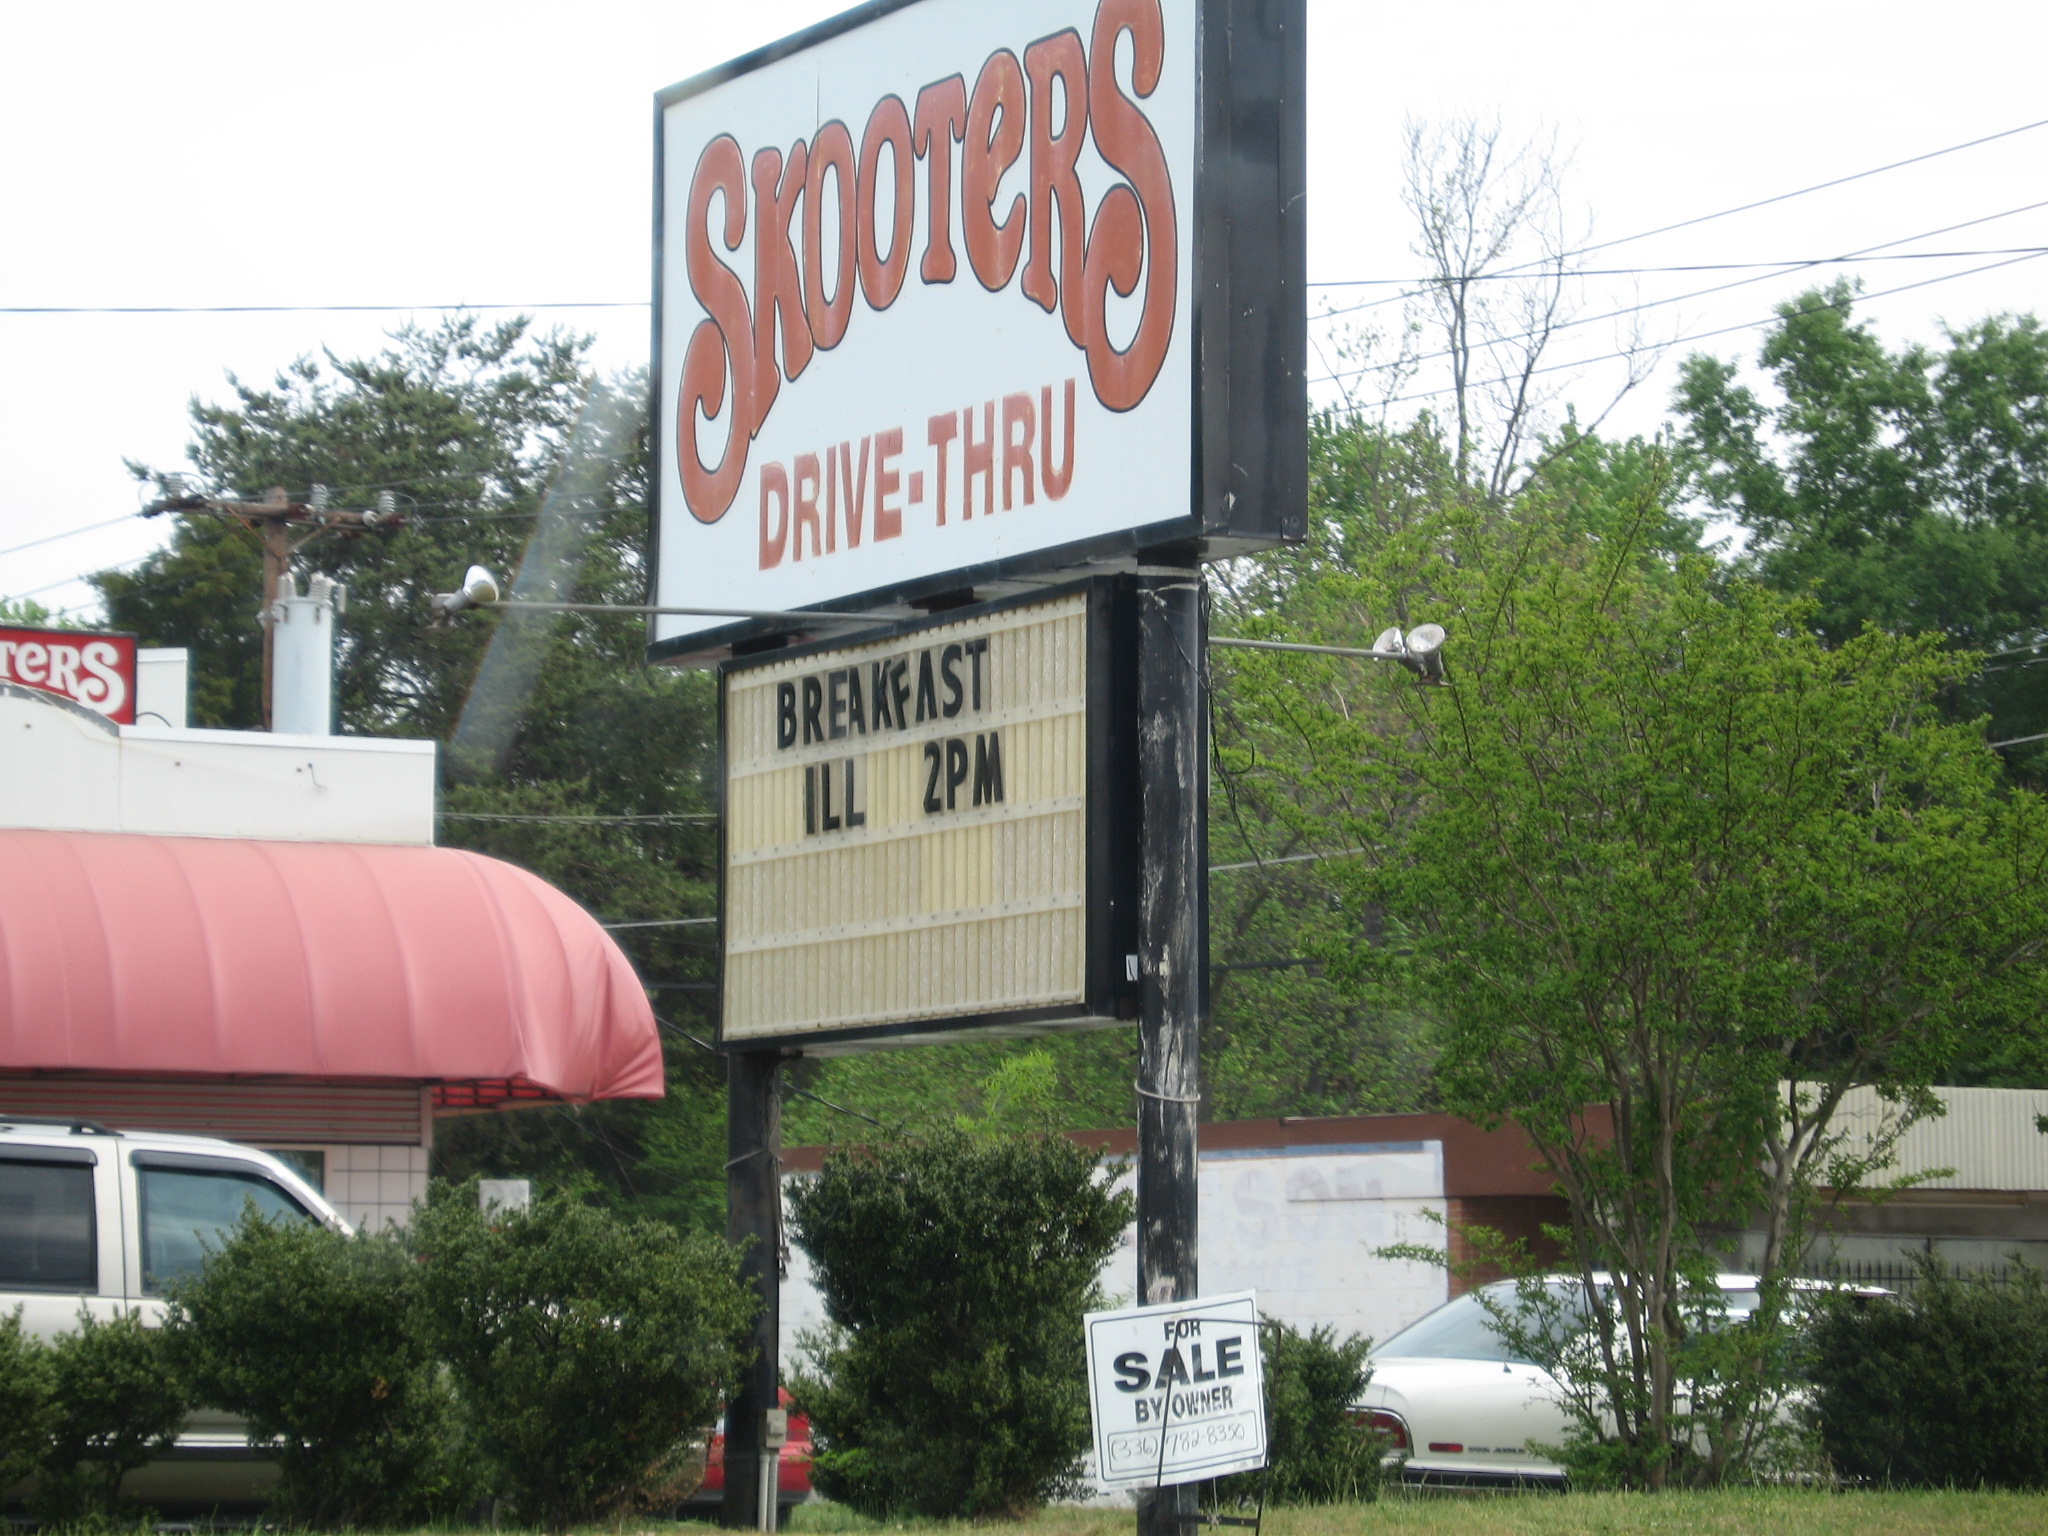 SKOOTERS
DRIVE-THRU
TERS
BREAKFAST
ILL 2PM
FOR
SALE
BY OWNER
(336) 782-8350